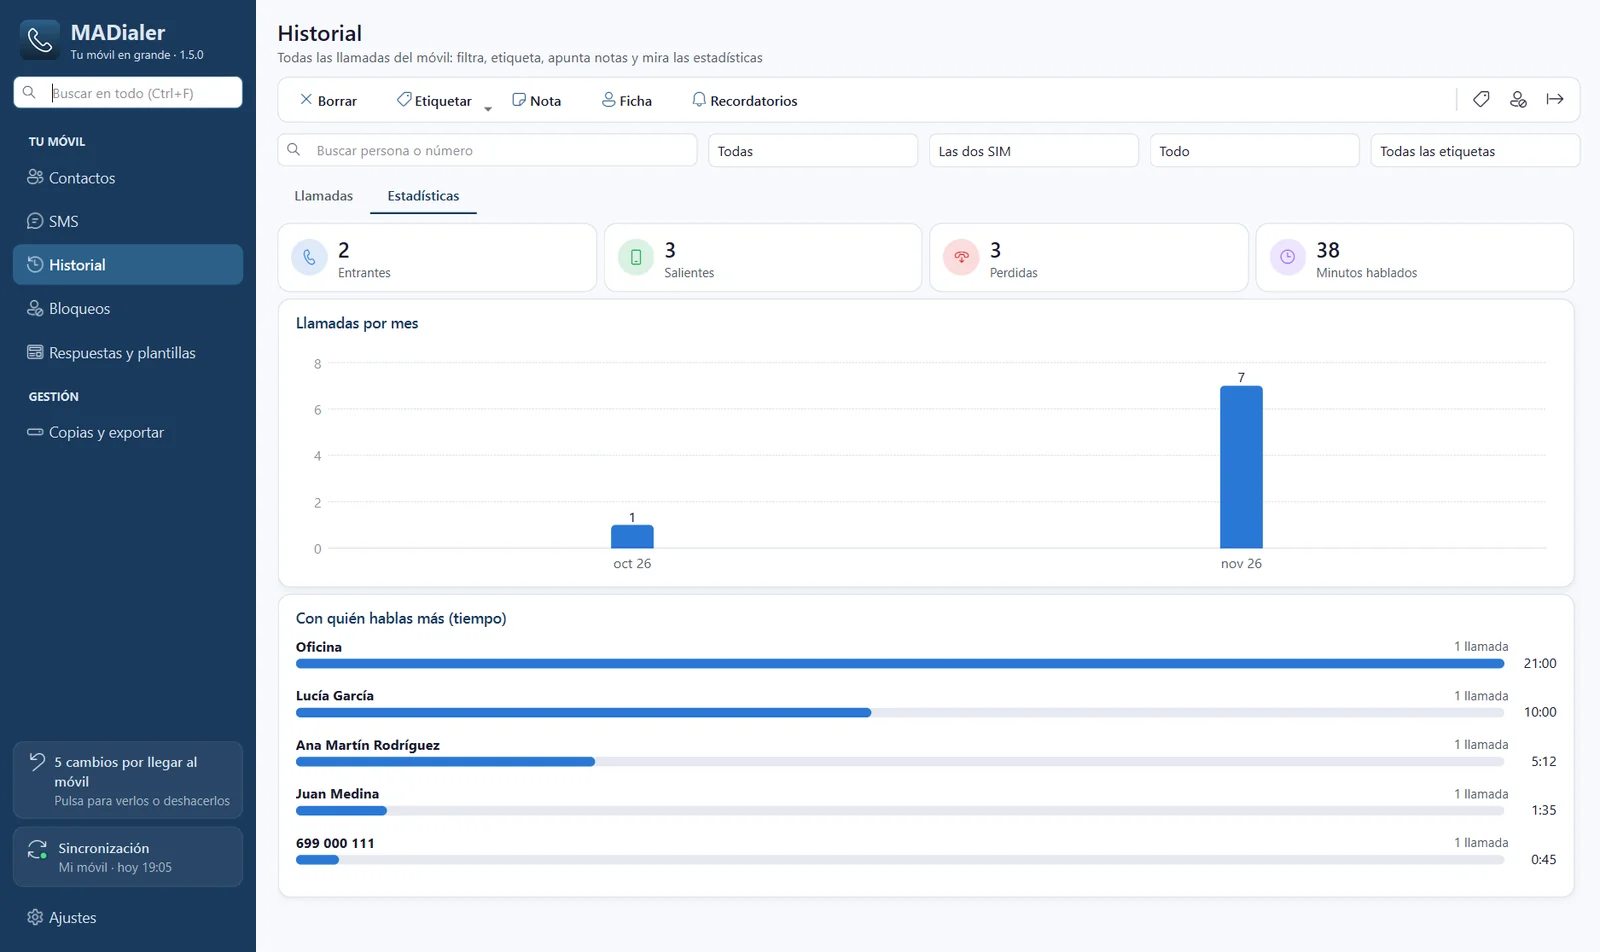 MADialer
Tu móvil en grande · 1.5.0
Buscar en todo (Ctrl+F)
TU MÓVIL
Contactos
SMS
Historial
Bloqueos
Respuestas y plantillas
GESTIÓN
Copias y exportar
5 cambios por llegar al
móvil
Pulsa para verlos o deshacerlos
Sincronización
Mi móvil · hoy 19:05
Ajustes
Historial
Todas las llamadas del móvil: filtra, etiqueta, apunta notas y mira las estadísticas
Borrar Etiquetar Nota Ficha Recordatorios
Buscar persona o número Todas Las dos SIM Todo Todas las etiquetas
Llamadas Estadísticas
2 3 3 38
Entrantes Salientes Perdidas Minutos hablados
Llamadas por mes
8
7
6
4
2
1
0
oct 26 nov 26
Con quién hablas más (tiempo)
Oficina 1 llamada
21:00
Lucía García 1 llamada
10:00
Ana Martín Rodríguez 1 llamada
5:12
Juan Medina 1 llamada
1:35
699 000 111 1 llamada
0:45